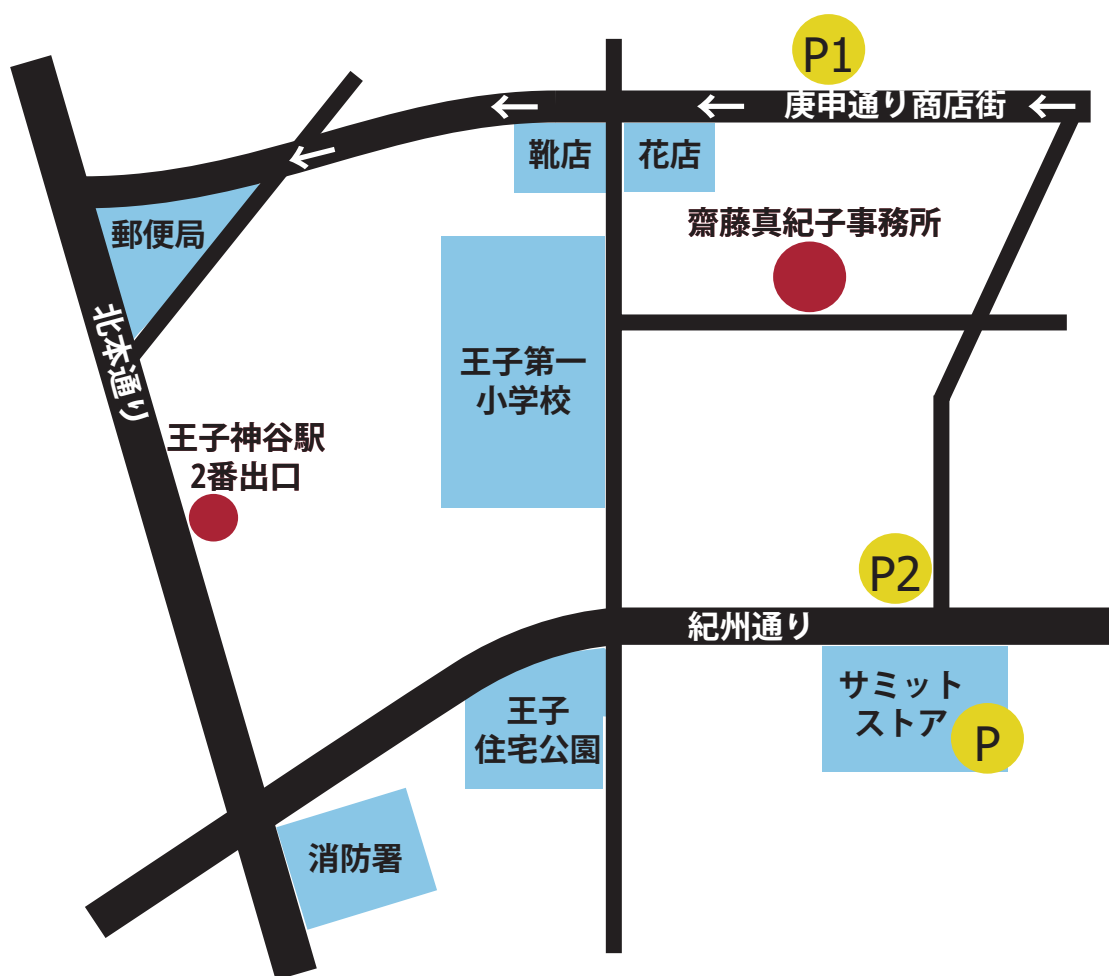 P1
庚申通り商店街
靴店
花店
齋藤真紀子事務所
郵便局
北本通り
王子第一
小学校
王子神谷駅
2番出口
P2
紀州通り
サミット
ストア
P
王子
住宅公園
消防署